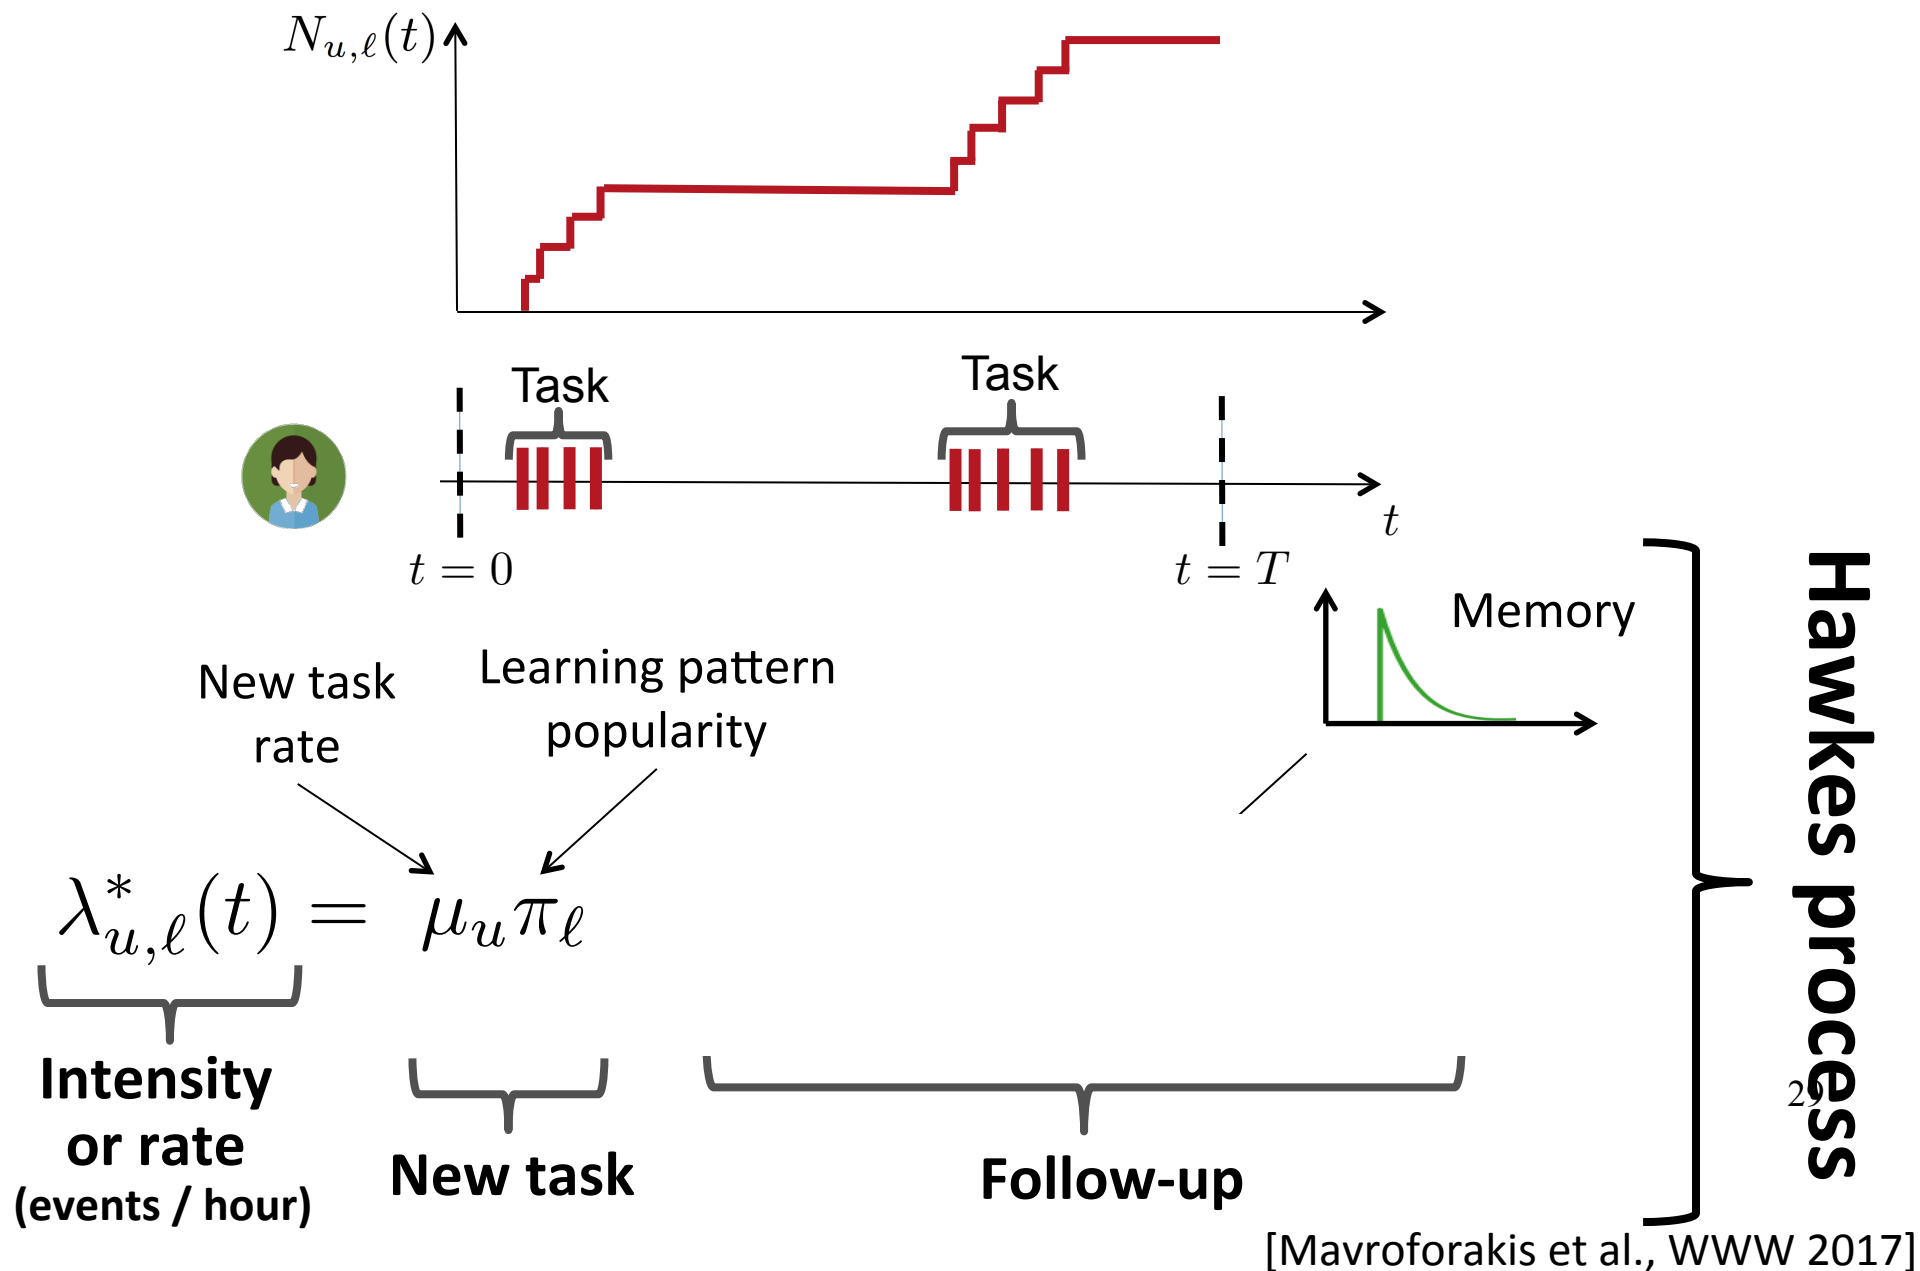 N_{u,ℓ}(t)
Task
Task
t
t = 0
t = T
Memory
New task
rate
Learning pattern
popularity
λ*_{u,ℓ}(t) = μ_u π_ℓ
Intensity
or rate
(events / hour)
New task
Follow-up
Hawkes process
29
[Mavroforakis et al., WWW 2017]